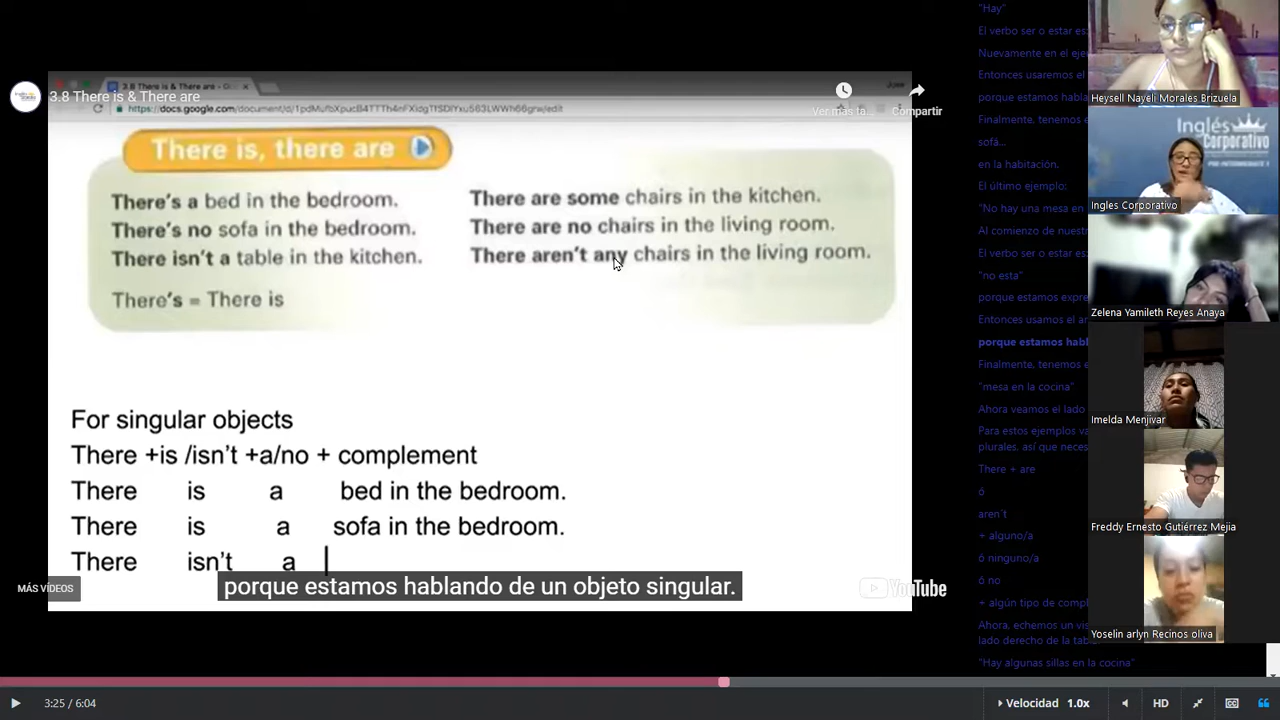 3.8 There is & There are
Ver más ta...
Compartir
There is, there are
There's a bed in the bedroom.
There's no sofa in the bedroom.
There isn't a table in the kitchen.
There's = There is
There are some chairs in the kitchen.
There are no chairs in the living room.
There aren't any chairs in the living room.
For singular objects
There +is /isn't +a/no + complement
There is a bed in the bedroom.
There is a sofa in the bedroom.
There isn't a
porque estamos hablando de un objeto singular.
MÁS VÍDEOS
YouTube
3:25 / 6:04
Velocidad 1.0x
HD
"Hay"
El verbo ser o estar es:
Nuevamente en el eje
Entonces usaremos el
porque estamos habla
Finalmente, tenemos e
sofá...
en la habitación.
El último ejemplo:
"No hay una mesa en
Al comienzo de nuestr
El verbo ser o estar es
"no esta"
porque estamos expre
Entonces usamos el ar
porque estamos habl
Finalmente, tenemos e
"mesa en la cocina"
Ahora veamos el lado
Para estos ejemplos va
plurales, así que neces
There + are
ó
aren´t
+ alguno/a
ó ninguno/a
ó no
+ algún tipo de compl
Ahora, echemos un vis
lado derecho de la tab
"Hay algunas sillas en la cocina"
Heysell Nayeli Morales Brizuela
Inglés
Corporativo
PRE-INTERMEDIATE 1
Ingles Corporativo
Zelena Yamileth Reyes Anaya
Imelda Menjivar
Freddy Ernesto Gutiérrez Mejia
Yoselin arlyn Recinos oliva